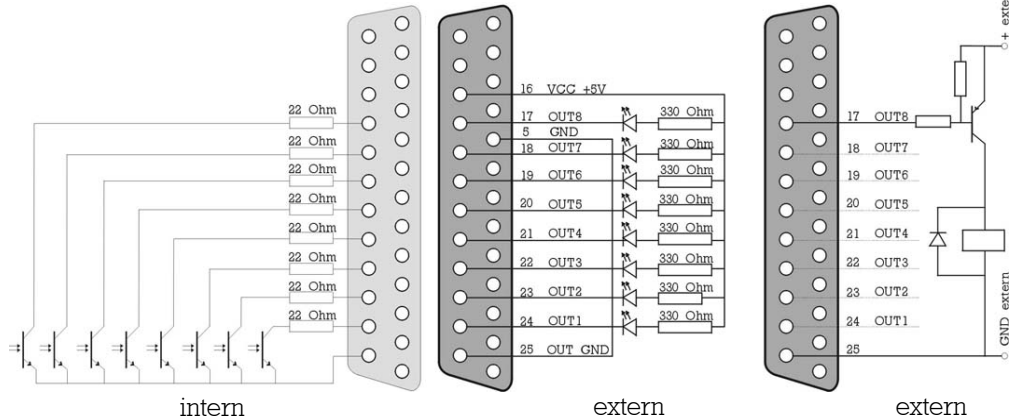 22 Ohm
22 Ohm
22 Ohm
22 Ohm
22 Ohm
22 Ohm
22 Ohm
22 Ohm
intern
16 VCC +5V
17 OUT8 330 Ohm
5 GND
18 OUT7 330 Ohm
19 OUT6 330 Ohm
20 OUT5 330 Ohm
21 OUT4 330 Ohm
22 OUT3 330 Ohm
23 OUT2 330 Ohm
24 OUT1 330 Ohm
25 OUT GND
extern
+ extern
17 OUT8
18 OUT7
19 OUT6
20 OUT5
21 OUT4
22 OUT3
23 OUT2
24 OUT1
25
GND extern
extern